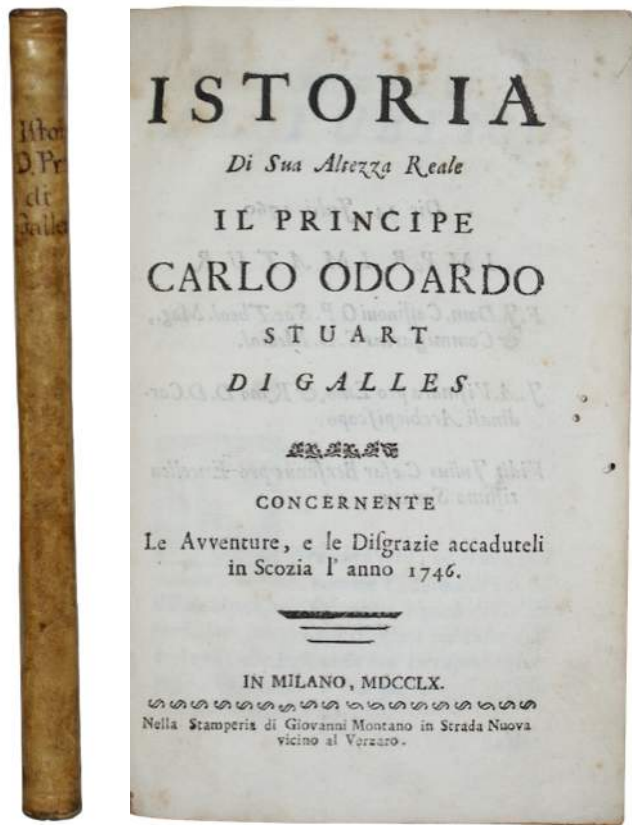 Istor
D. Pr
di
Galles
ISTORIA
Di Sua Altezza Reale
IL PRINCIPE
CARLO ODOARDO
STUART
DI GALLES
CONCERNENTE
Le Avventure, e le Diſgrazie accaduteli
in Scozia l' anno 1746.
IN MILANO, MDCCLX.
Nella Stamperia di Giovanni Montano in Strada Nuova
vicino al Verzaro.